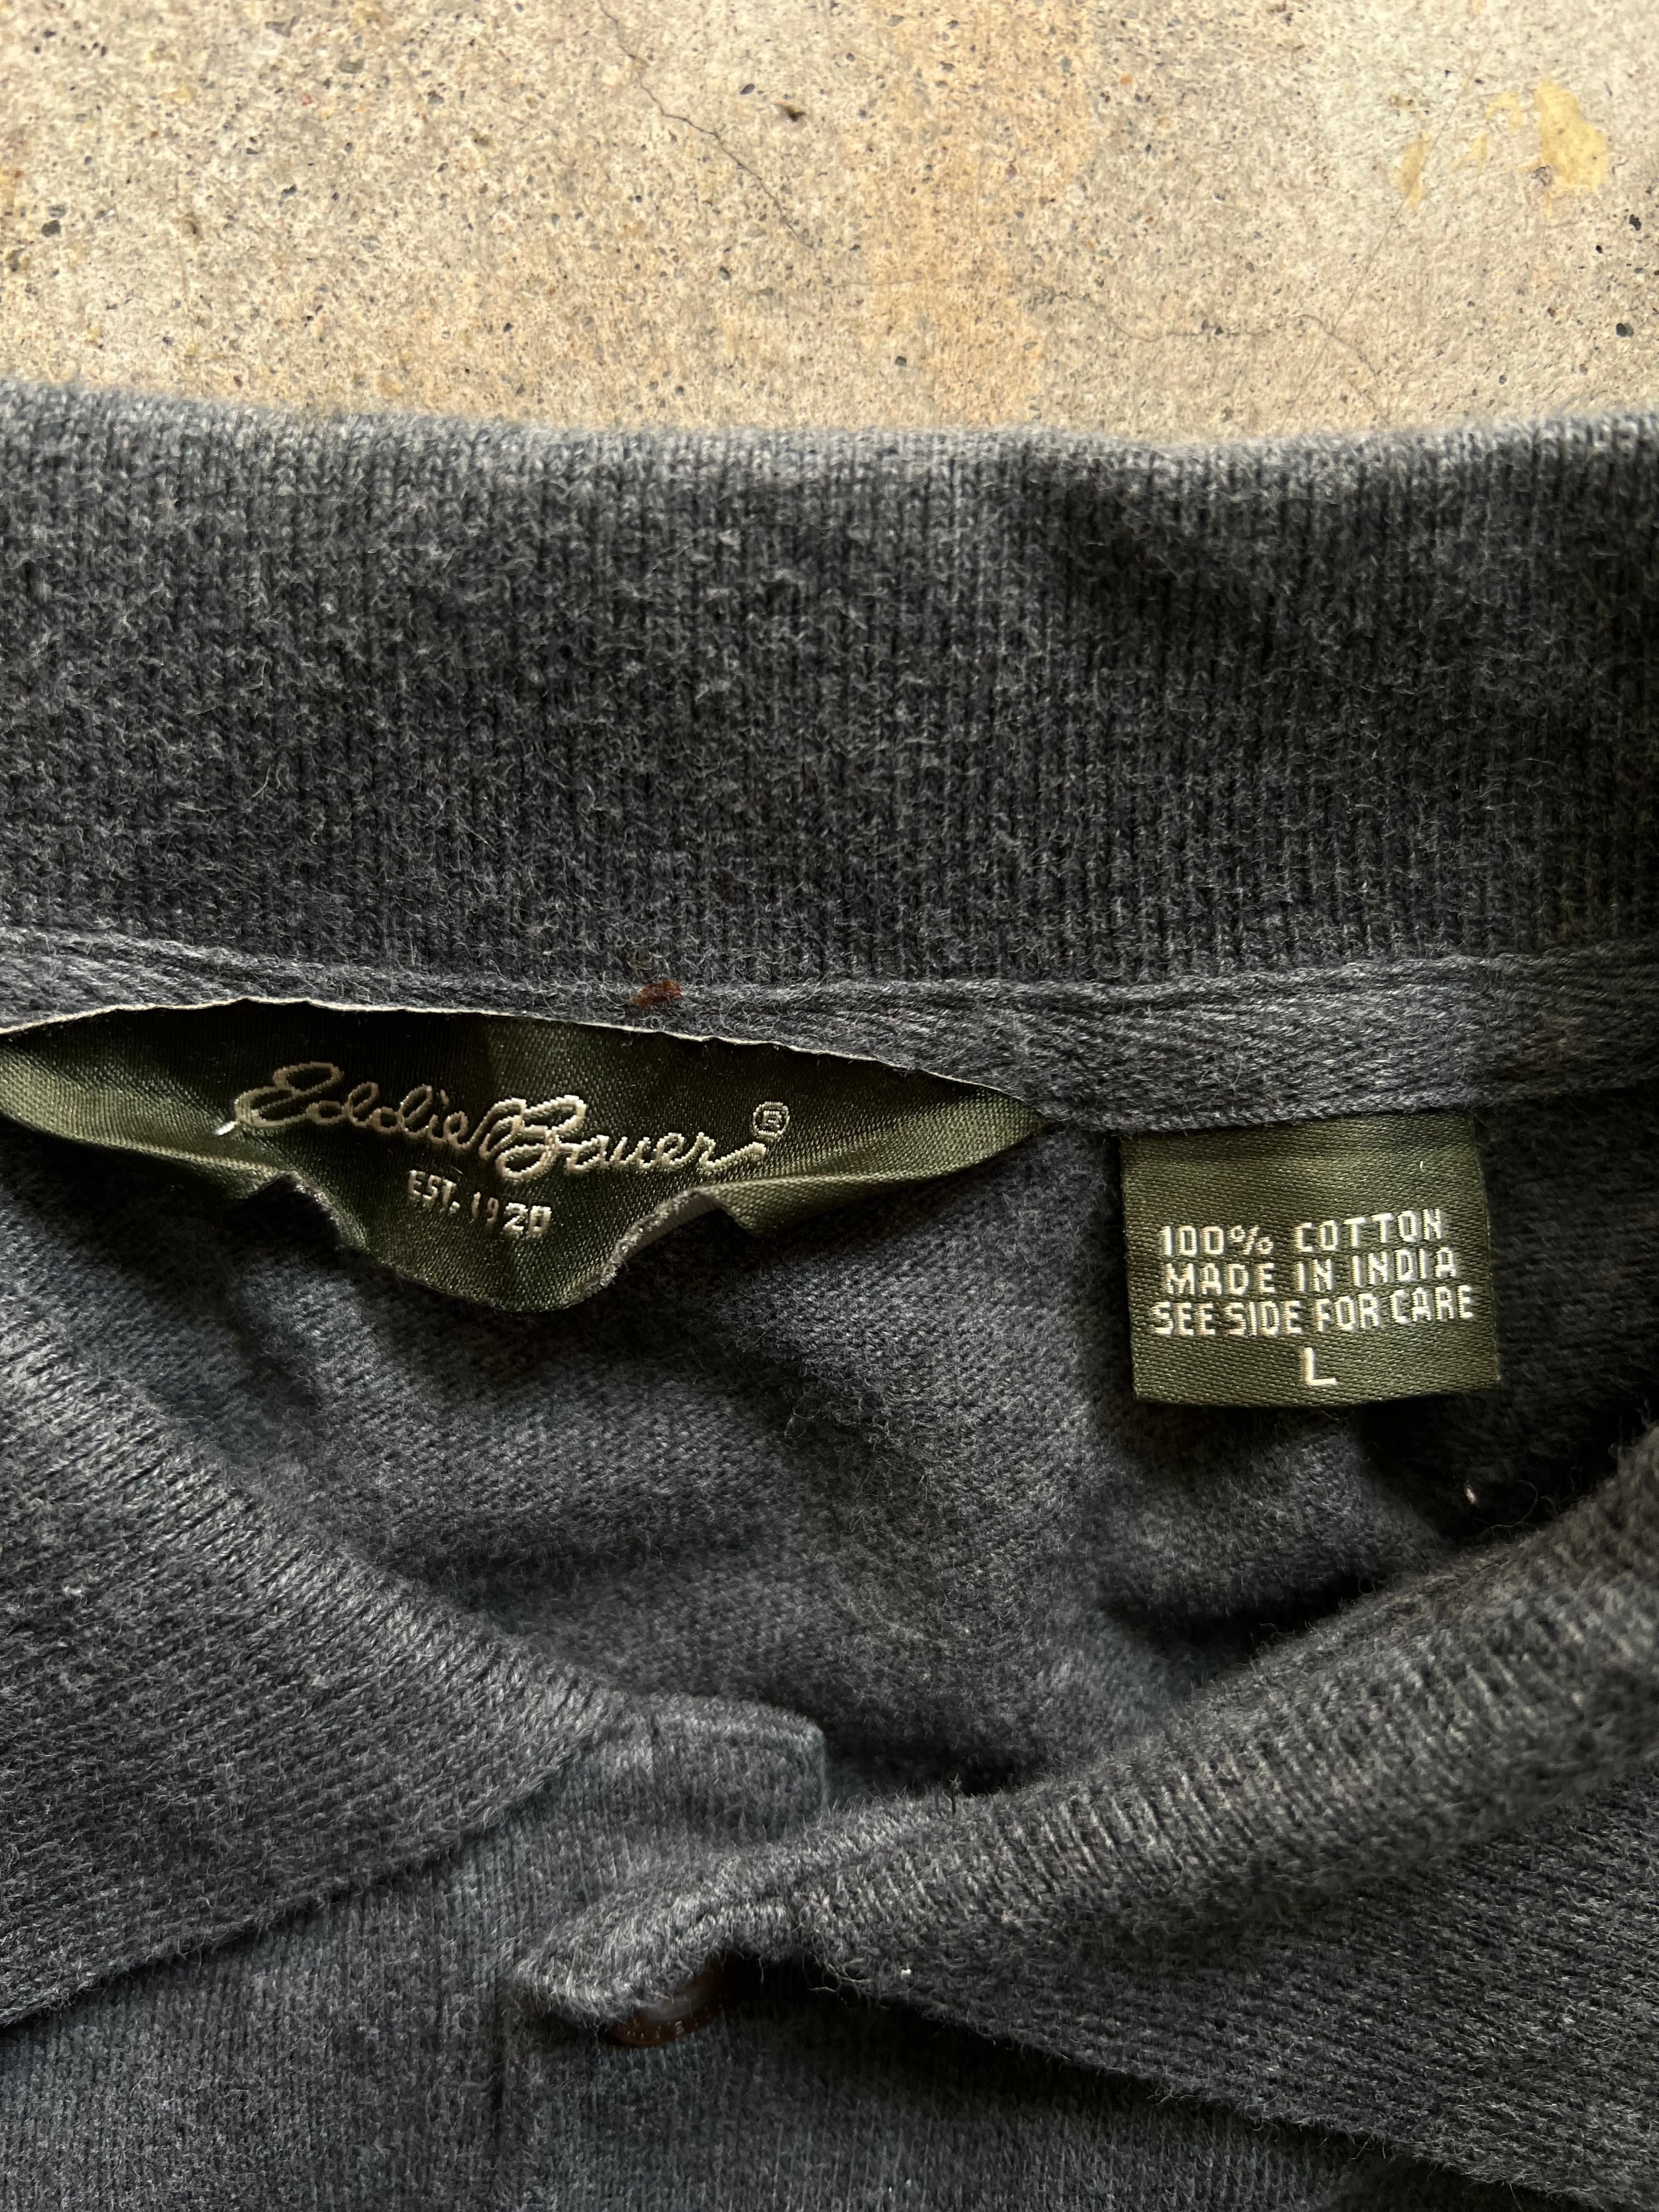 Eddie Bauer ®
EST. 1920
100% COTTON
MADE IN INDIA
SEE SIDE FOR CARE
L